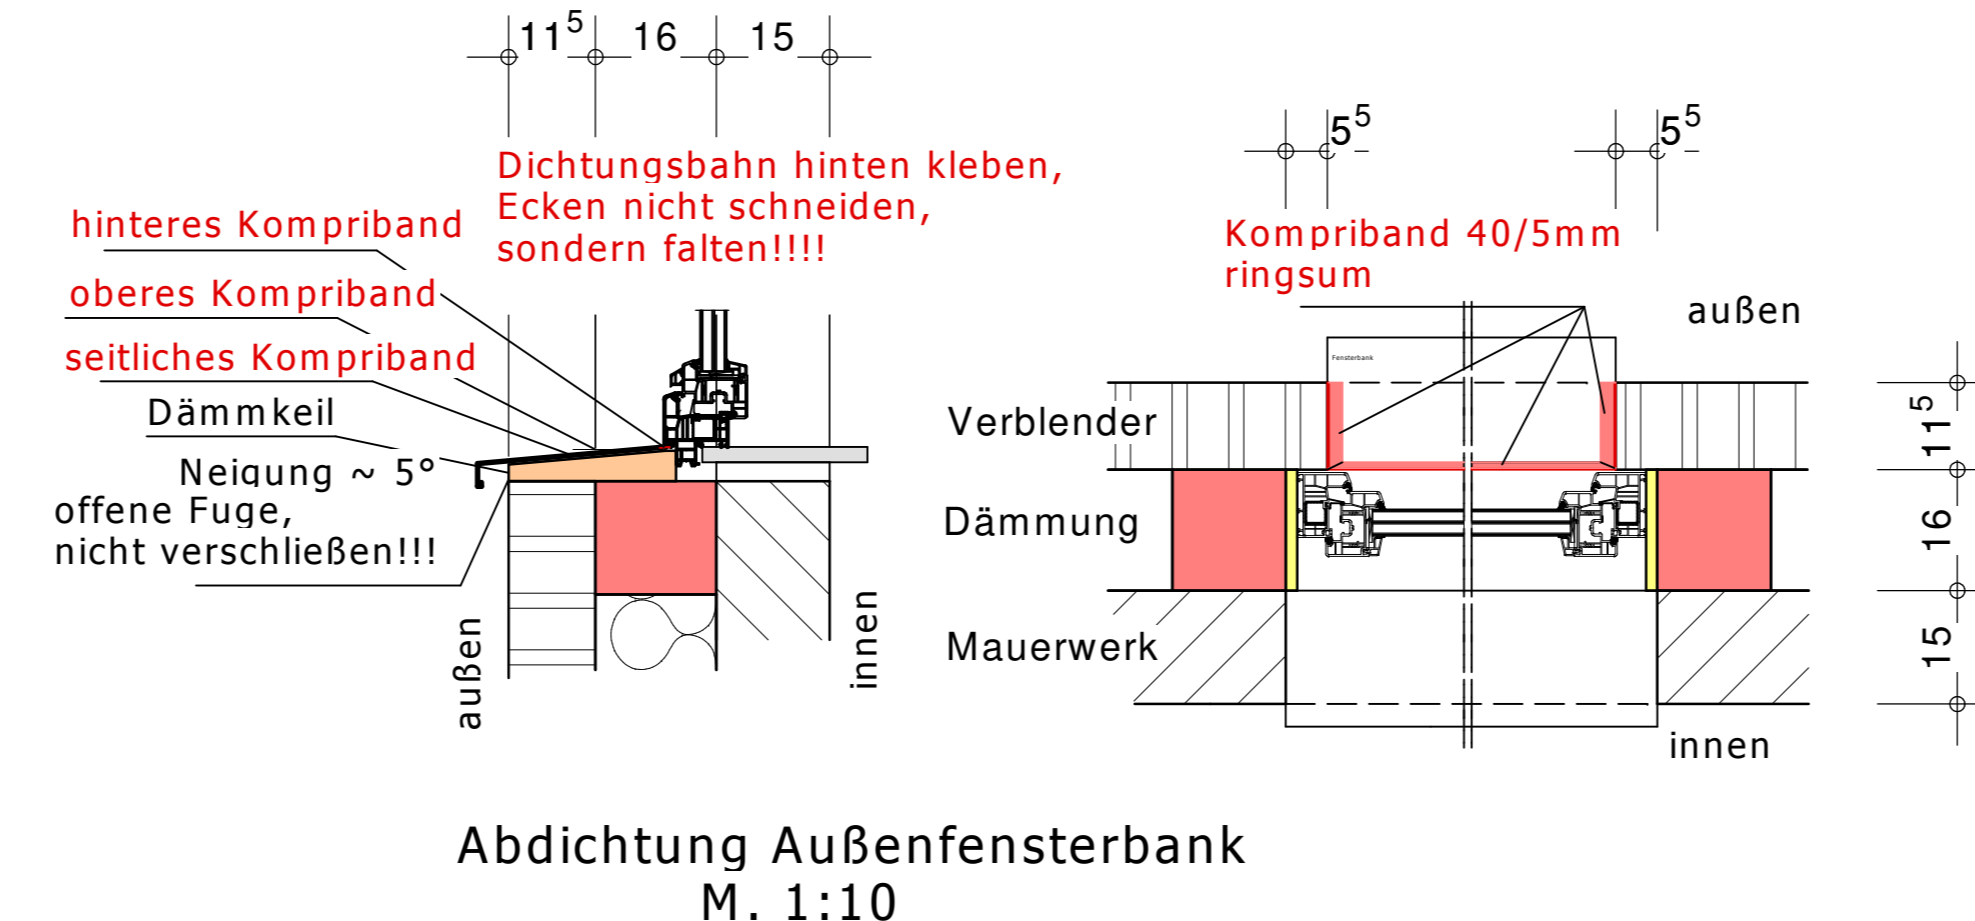 11⁵ 16 15
Dichtungsbahn hinten kleben,
Ecken nicht schneiden,
sondern falten!!!!
hinteres Kompriband
oberes Kompriband
seitliches Kompriband
Dämmkeil
Neigung ~ 5°
offene Fuge,
nicht verschließen!!!
außen
innen
5⁵ 5⁵
Kompriband 40/5mm
ringsum
außen
Fensterbank
Verblender
Dämmung
Mauerwerk
innen
11⁵
16
15
Abdichtung Außenfensterbank
M. 1:10